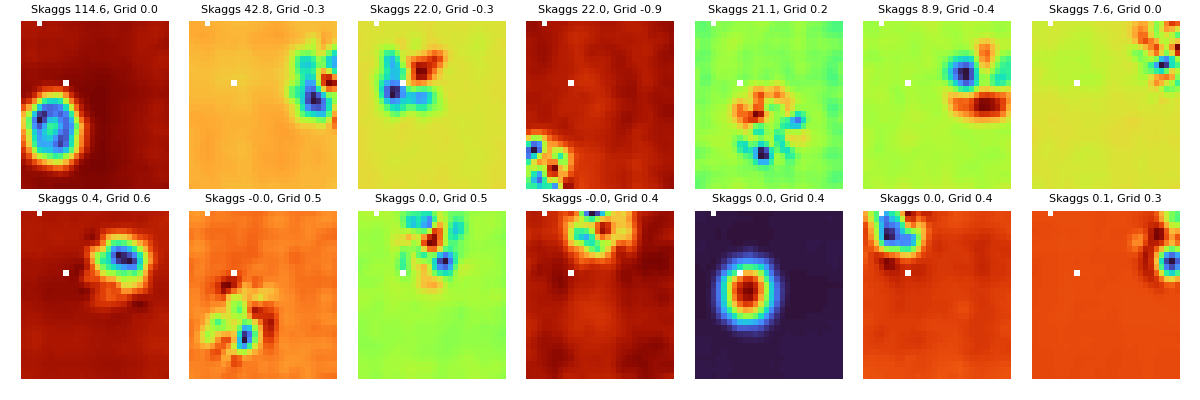 Skaggs 114.6, Grid 0.0
Skaggs 42.8, Grid -0.3
Skaggs 22.0, Grid -0.3
Skaggs 22.0, Grid -0.9
Skaggs 21.1, Grid 0.2
Skaggs 8.9, Grid -0.4
Skaggs 7.6, Grid 0.0
Skaggs 0.4, Grid 0.6
Skaggs -0.0, Grid 0.5
Skaggs 0.0, Grid 0.5
Skaggs -0.0, Grid 0.4
Skaggs 0.0, Grid 0.4
Skaggs 0.0, Grid 0.4
Skaggs 0.1, Grid 0.3